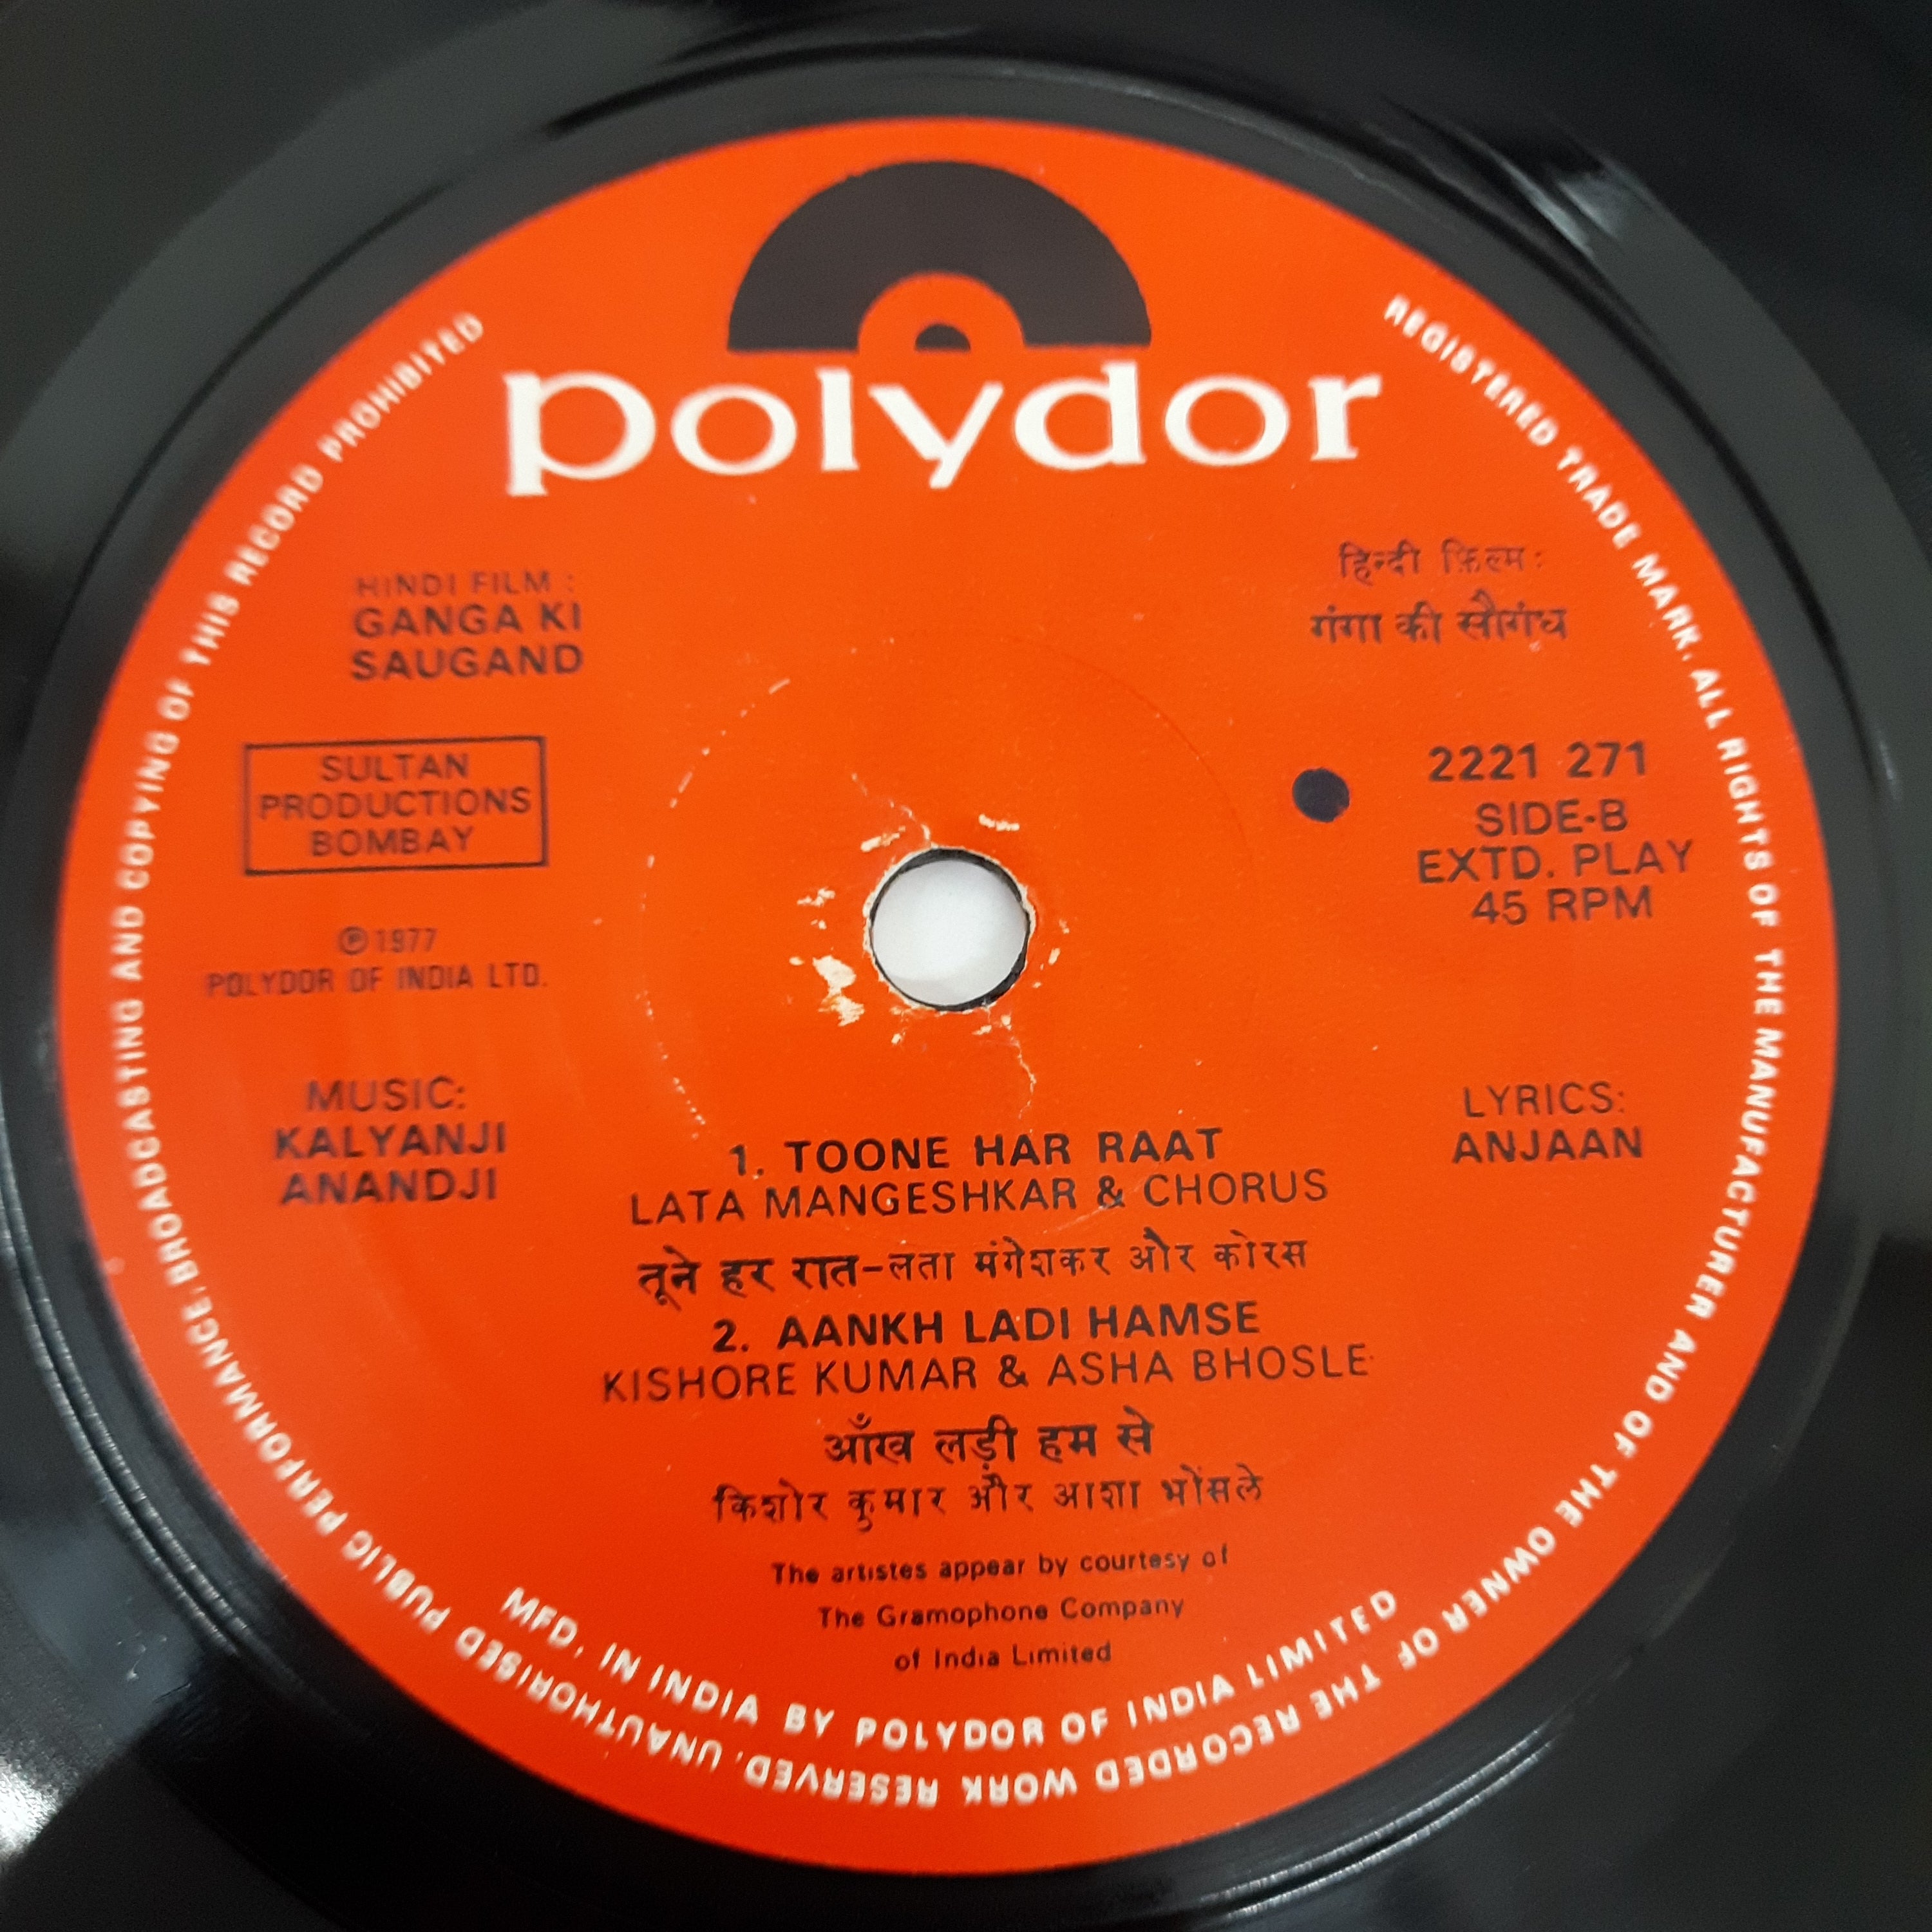 polydor
REGISTERED TRADE MARK. ALL RIGHTS OF THE MANUFACTURER AND OF THE OWNER OF THE RECORDED WORK RESERVED. UNAUTHORISED PUBLIC PERFORMANCE, BROADCASTING AND COPYING OF THIS RECORD PROHIBITED
HINDI FILM :
GANGA KI
SAUGAND
हिन्दी फ़िल्म :
गंगा की सौगंध
SULTAN
PRODUCTIONS
BOMBAY
2221 271
SIDE-B
EXTD. PLAY
45 RPM
℗ 1977
POLYDOR OF INDIA LTD.
MUSIC:
KALYANJI
ANANDJI
LYRICS:
ANJAAN
1. TOONE HAR RAAT
LATA MANGESHKAR & CHORUS
तूने हर रात-लता मंगेशकर और कोरस
2. AANKH LADI HAMSE
KISHORE KUMAR & ASHA BHOSLE
आँख लड़ी हम से
किशोर कुमार और आशा भोंसले
The artistes appear by courtesy of
The Gramophone Company
of India Limited
MFD. IN INDIA BY POLYDOR OF INDIA LIMITED